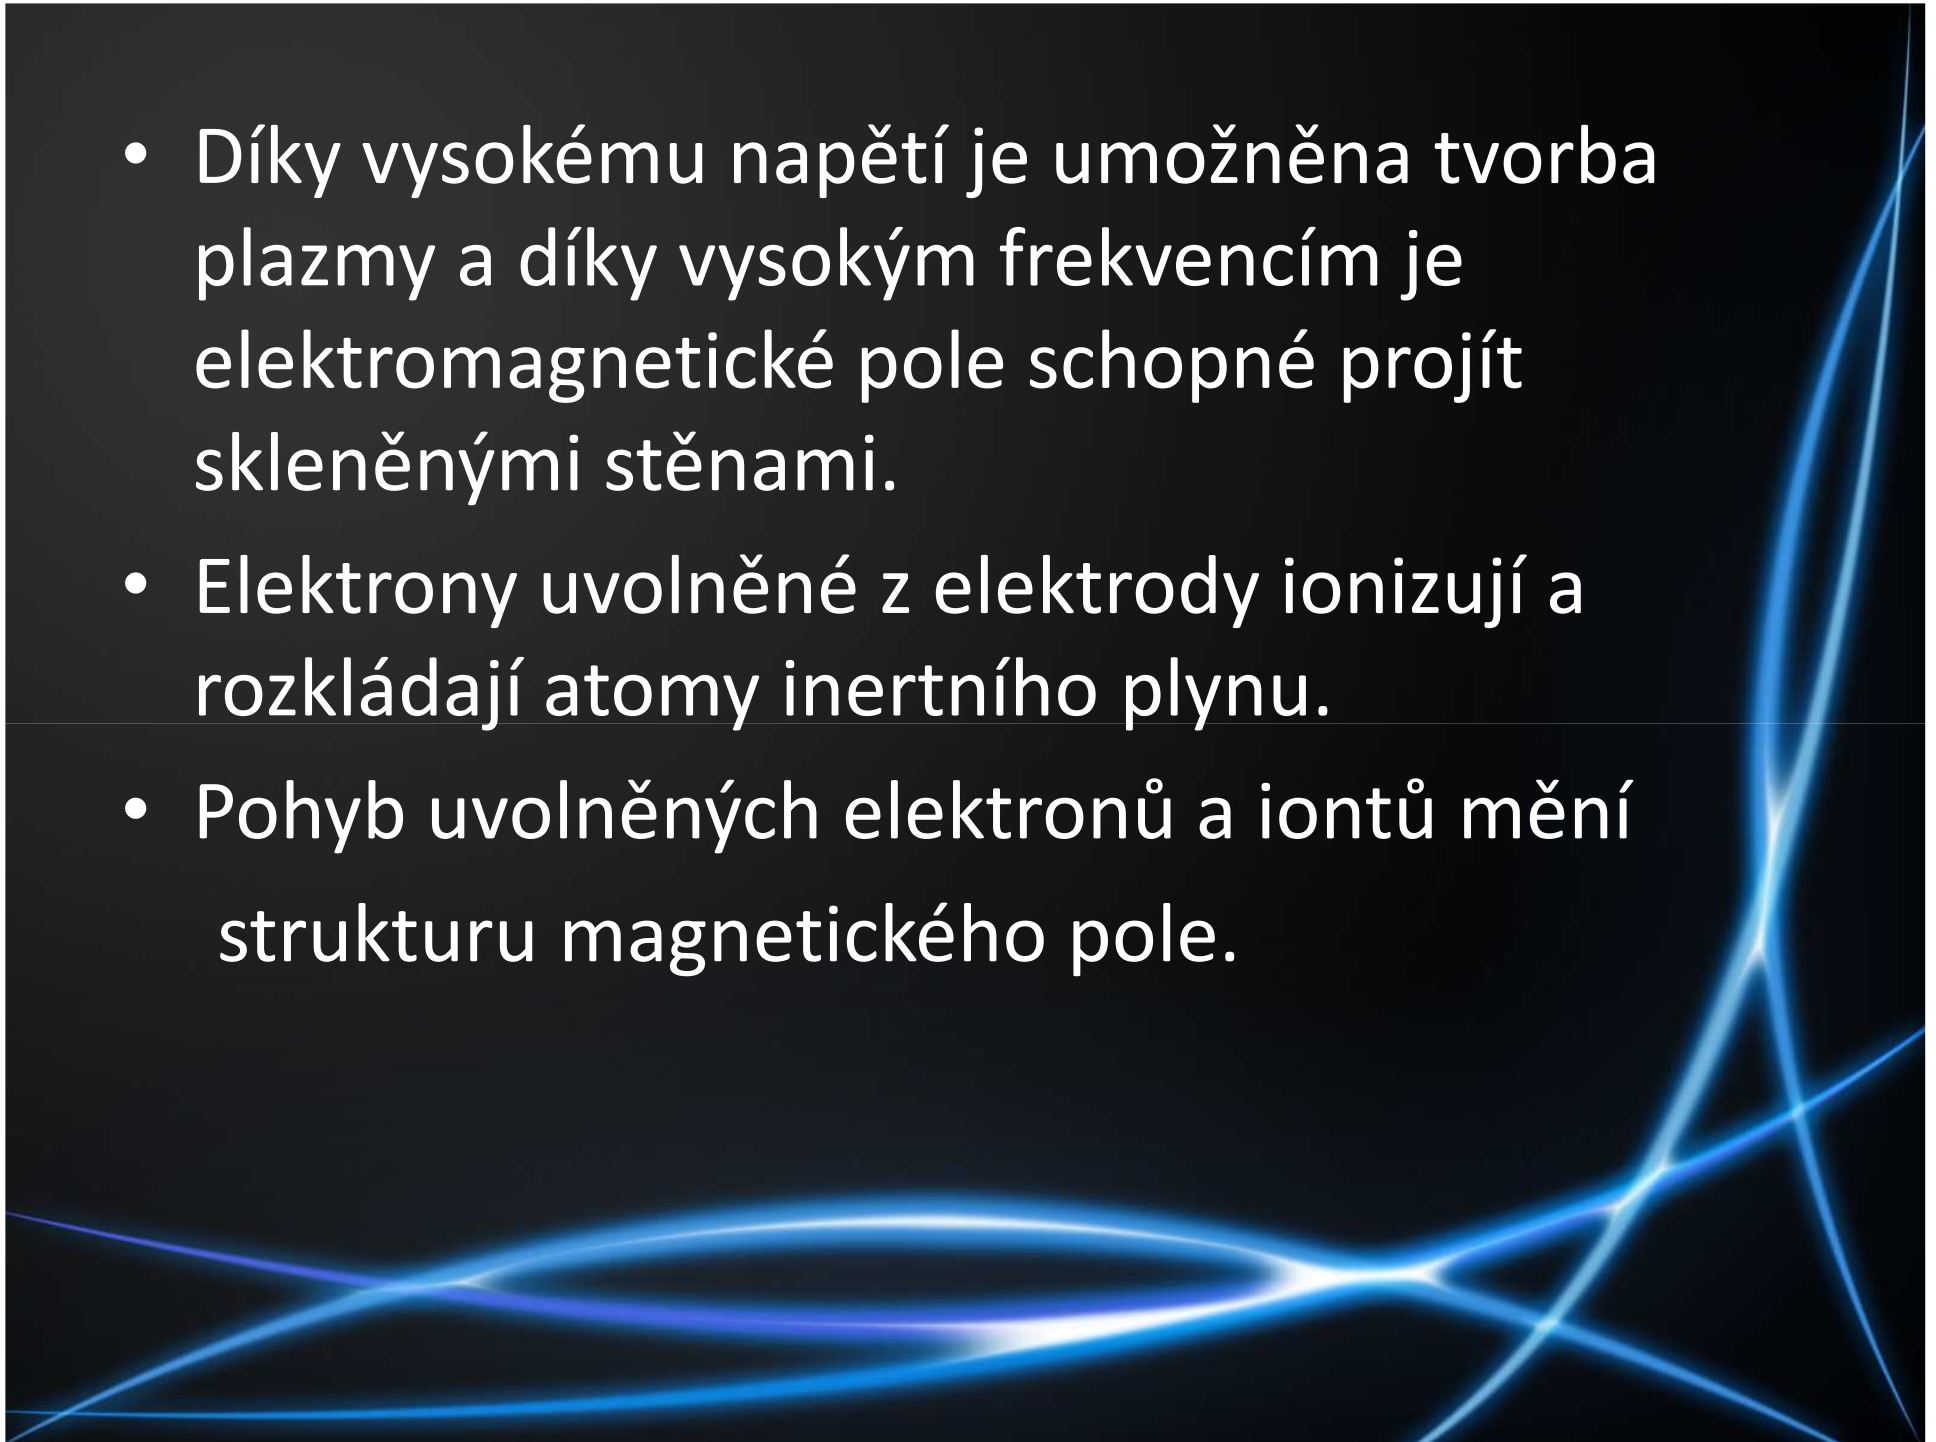 • Díky vysokému napětí je umožněna tvorba
plazmy a díky vysokým frekvencím je
elektromagnetické pole schopné projít
skleněnými stěnami.
• Elektrony uvolněné z elektrody ionizují a
rozkládají atomy inertního plynu.
• Pohyb uvolněných elektronů a iontů mění
strukturu magnetického pole.